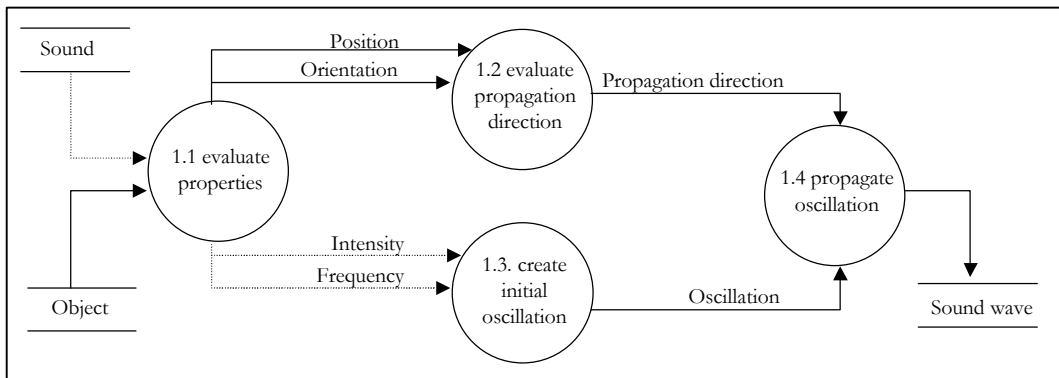 Sound
Position
Orientation
1.2 evaluate
propagation
direction
Propagation direction
1.1 evaluate
properties
1.4 propagate
oscillation
Intensity
Frequency
1.3. create
initial
oscillation
Oscillation
Object
Sound wave